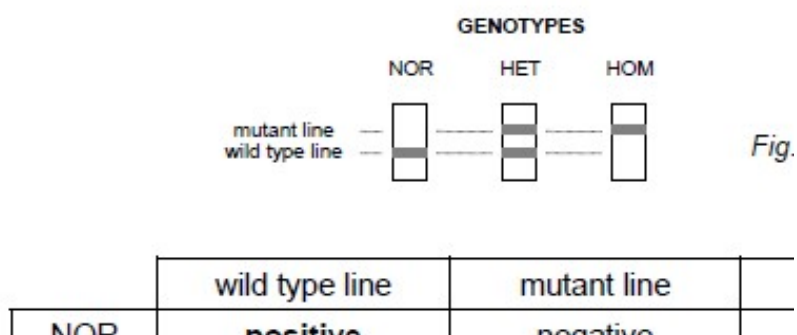 GENOTYPES
NOR HET HOM
mutant line
wild type line
Fig.
wild type line mutant line
NOR positive negative